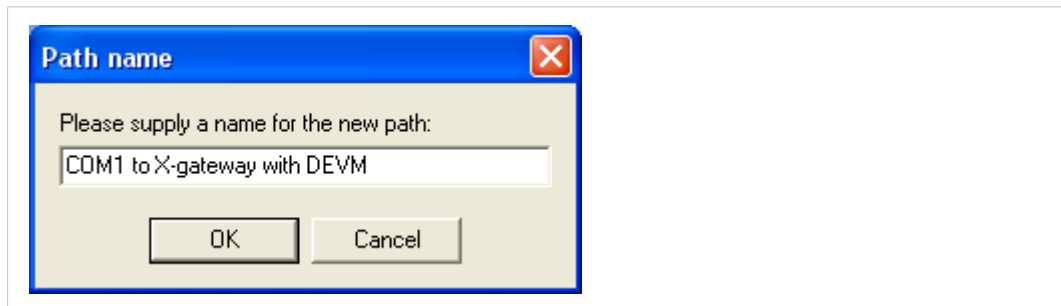 Path name
Please supply a name for the new path:
COM1 to X-gateway with DEVM
OK
Cancel